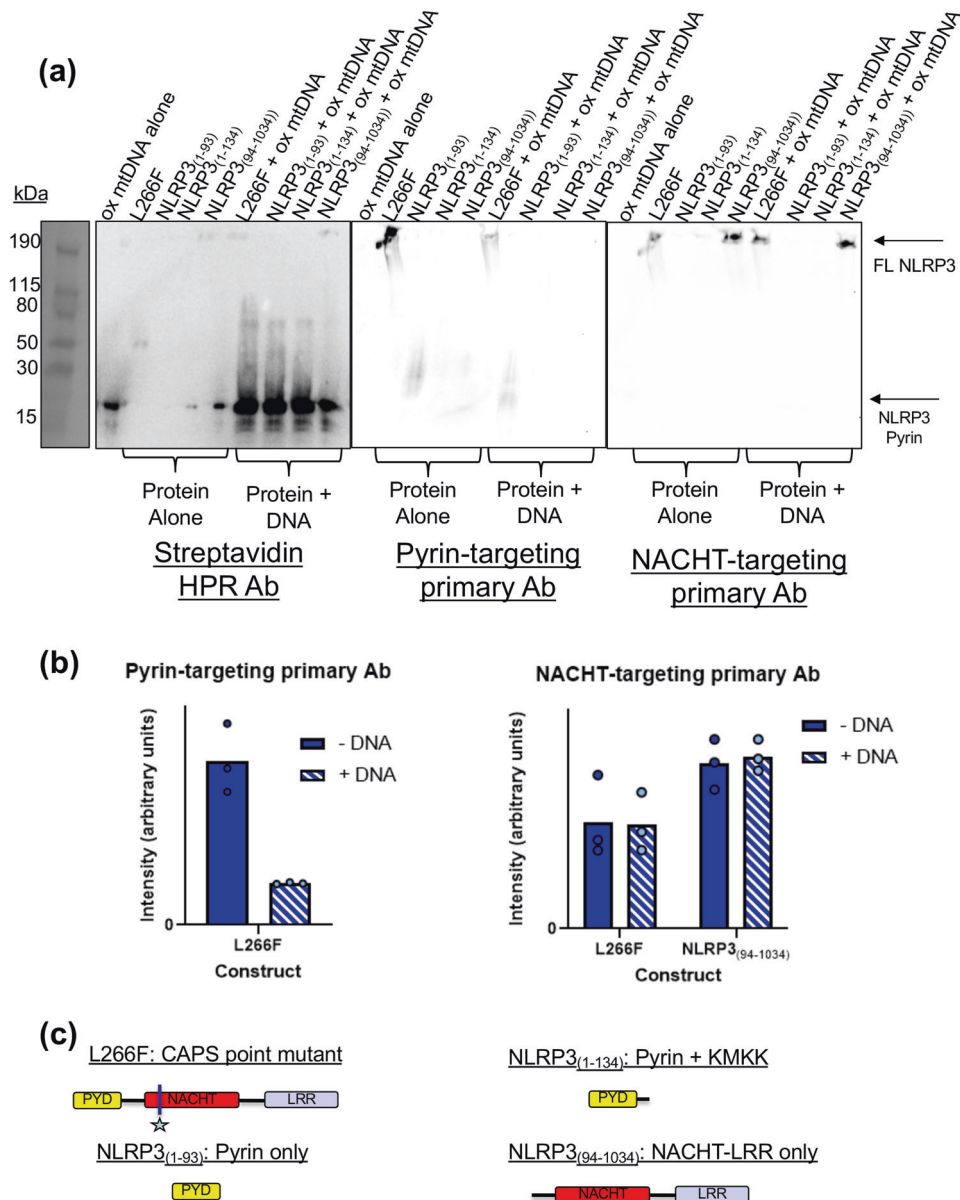 (a)
ox mtDNA alone
L266F
NLRP3(1-93)
NLRP3(1-134)
NLRP3(94-1034))
L266F + ox mtDNA
NLRP3(1-93) + ox mtDNA
NLRP3(1-134) + ox mtDNA
NLRP3(94-1034)) + ox mtDNA
ox mtDNA alone
L266F
NLRP3(1-93)
NLRP3(1-134)
NLRP3(94-1034))
L266F + ox mtDNA
NLRP3(1-93) + ox mtDNA
NLRP3(1-134) + ox mtDNA
NLRP3(94-1034)) + ox mtDNA
ox mtDNA alone
L266F
NLRP3(1-93)
NLRP3(1-134)
NLRP3(94-1034))
L266F + ox mtDNA
NLRP3(1-93) + ox mtDNA
NLRP3(1-134) + ox mtDNA
NLRP3(94-1034)) + ox mtDNA
kDa
190
115
80
50
30
15
FL NLRP3
NLRP3
Pyrin
Protein
Alone
Protein +
DNA
Streptavidin
HPR Ab
Protein
Alone
Protein +
DNA
Pyrin-targeting
primary Ab
Protein
Alone
Protein +
DNA
NACHT-targeting
primary Ab
(b)
Pyrin-targeting primary Ab
Intensity (arbitrary units)
0
- DNA
+ DNA
L266F
Construct
NACHT-targeting primary Ab
Intensity (arbitrary units)
0
- DNA
+ DNA
L266F NLRP3(94-1034)
Construct
(c)
L266F: CAPS point mutant
PYD NACHT LRR
NLRP3(1-134): Pyrin + KMKK
PYD
NLRP3(1-93): Pyrin only
PYD
NLRP3(94-1034): NACHT-LRR only
NACHT LRR